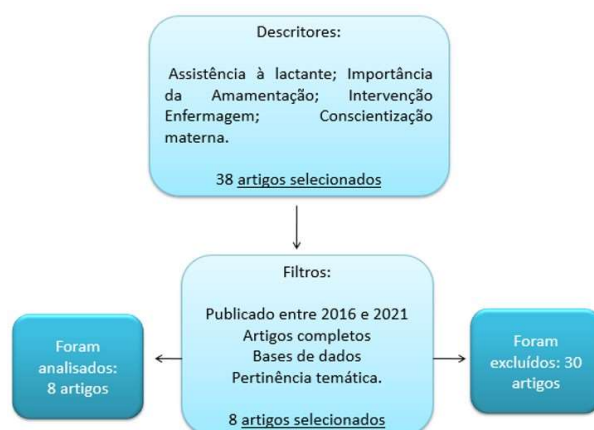 Descritores:
Assistência à lactante; Importância
da Amamentação; Intervenção
Enfermagem; Conscientização
materna.
38 artigos selecionados
Filtros:
Publicado entre 2016 e 2021
Artigos completos
Bases de dados
Pertinência temática.
8 artigos selecionados
Foram
analisados:
8 artigos
Foram
excluídos: 30
artigos